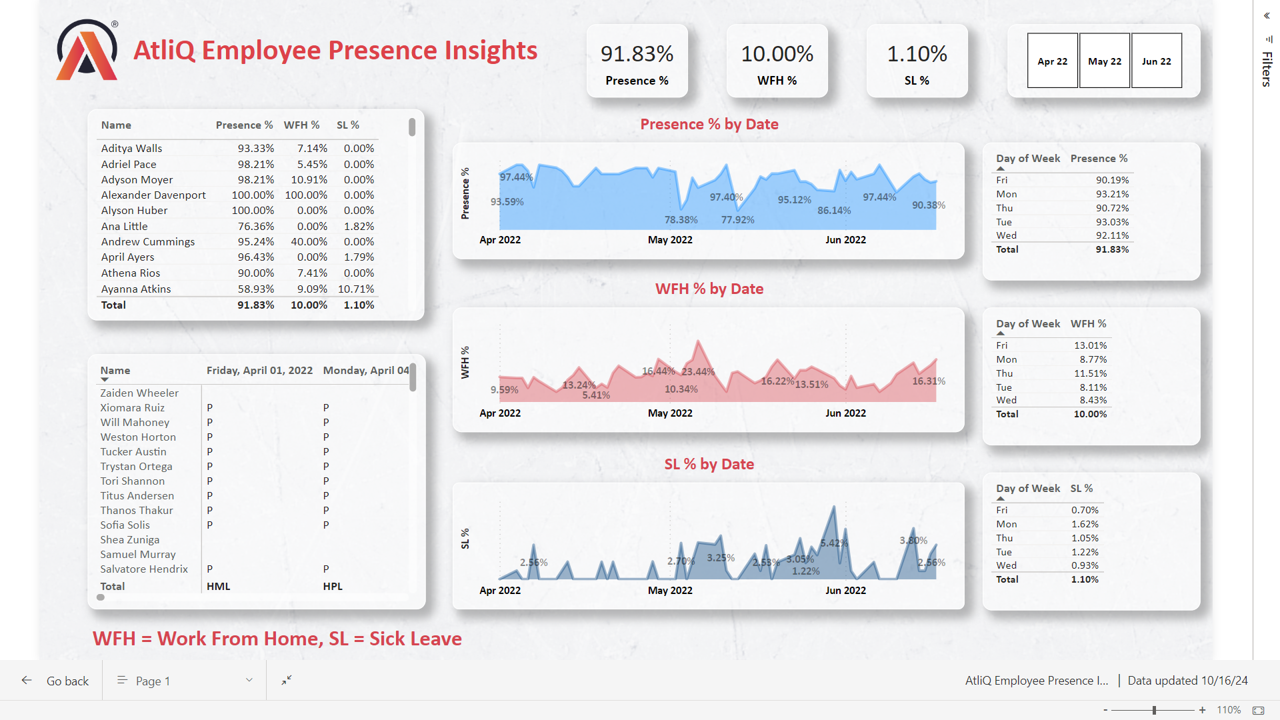 ®
AtliQ Employee Presence Insights
91.83%
Presence %
10.00%
WFH %
1.10%
SL %
Apr 22 May 22 Jun 22
Filters
Name Presence % WFH % SL %
Aditya Walls 93.33% 7.14% 0.00%
Adriel Pace 98.21% 5.45% 0.00%
Adyson Moyer 98.21% 10.91% 0.00%
Alexander Davenport 100.00% 100.00% 0.00%
Alyson Huber 100.00% 0.00% 0.00%
Ana Little 76.36% 0.00% 1.82%
Andrew Cummings 95.24% 40.00% 0.00%
April Ayers 96.43% 0.00% 1.79%
Athena Rios 90.00% 7.41% 0.00%
Ayanna Atkins 58.93% 9.09% 10.71%
Total 91.83% 10.00% 1.10%
Presence % by Date
Presence %
93.59% 97.44% 78.38% 97.40% 77.92% 95.12% 86.14% 97.44% 90.38%
Apr 2022 May 2022 Jun 2022
Day of Week Presence %
Fri 90.19%
Mon 93.21%
Thu 90.72%
Tue 93.03%
Wed 92.11%
Total 91.83%
WFH % by Date
WFH %
9.59% 13.24% 5.41% 16.44% 10.34% 23.44% 16.22% 13.51% 16.31%
Apr 2022 May 2022 Jun 2022
Day of Week WFH %
Fri 13.01%
Mon 8.77%
Thu 11.51%
Tue 8.11%
Wed 8.43%
Total 10.00%
Name Friday, April 01, 2022 Monday, April 04
Zaiden Wheeler
Xiomara Ruiz P P
Will Mahoney P P
Weston Horton P P
Tucker Austin P P
Trystan Ortega P P
Tori Shannon P P
Titus Andersen P P
Thanos Thakur P P
Sofia Solis P P
Shea Zuniga
Samuel Murray
Salvatore Hendrix P P
Total HML HPL
SL % by Date
SL %
2.56% 2.70% 3.25% 2.53% 3.05% 1.22% 5.42% 3.80% 2.56%
Apr 2022 May 2022 Jun 2022
Day of Week SL %
Fri 0.70%
Mon 1.62%
Thu 1.05%
Tue 1.22%
Wed 0.93%
Total 1.10%
WFH = Work From Home, SL = Sick Leave
Go back Page 1 AtliQ Employee Presence I... | Data updated 10/16/24
- + 110%